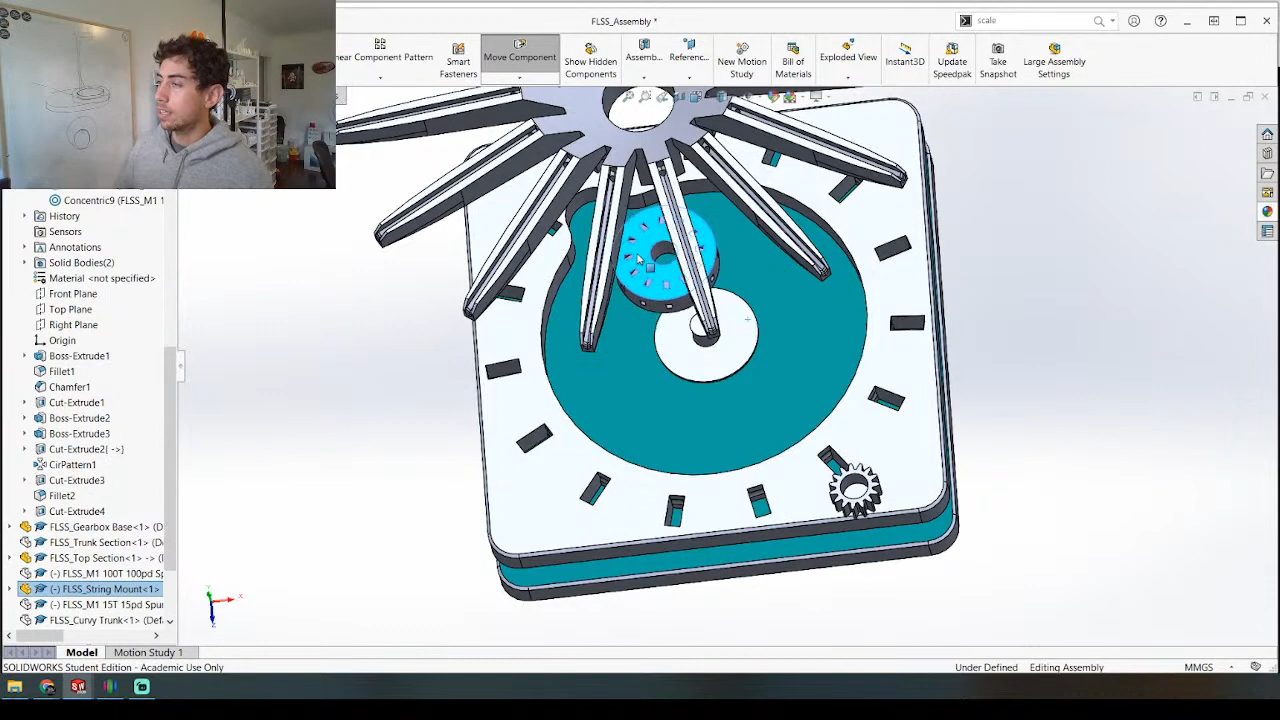 FLSS_Assembly *
scale
near Component Pattern
Smart Fasteners
Move Component
Show Hidden Components
Assemb...
Referenc...
New Motion Study
Bill of Materials
Exploded View
Instant3D
Update Speedpak
Take Snapshot
Large Assembly Settings
Concentric9 (FLSS_M1 1
History
Sensors
Annotations
Solid Bodies(2)
Material <not specified>
Front Plane
Top Plane
Right Plane
Origin
Boss-Extrude1
Fillet1
Chamfer1
Cut-Extrude1
Boss-Extrude2
Boss-Extrude3
Cut-Extrude2{ ->}
CirPattern1
Cut-Extrude3
Fillet2
Cut-Extrude4
FLSS_Gearbox Base<1> (D
FLSS_Trunk Section<1> (De
FLSS_Top Section<1> -> (
(-) FLSS_M1 100T 100pd Sp
(-) FLSS_String Mount<1>
(-) FLSS_M1 15T 15pd Spur
FLSS_Curvy Trunk<1> (Def
Y
X
Z
Model
Motion Study 1
SOLIDWORKS Student Edition - Academic Use Only
Under Defined
Editing Assembly
MMGS